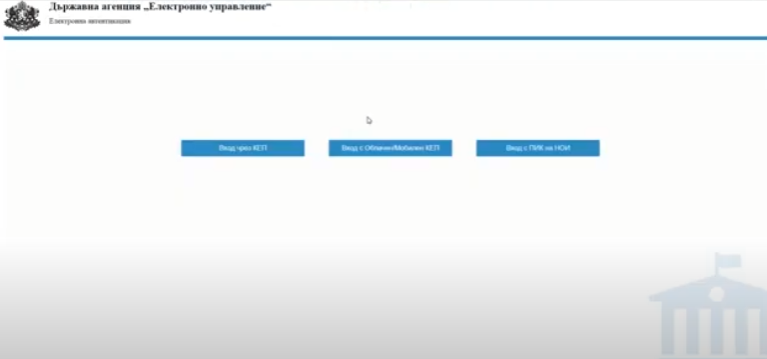 Държавна агенция „Електронно управление“
Електронна автентикация
Вход чрез КЕП
Вход с Облачен/Мобилен КЕП
Вход с ПИК на НОИ